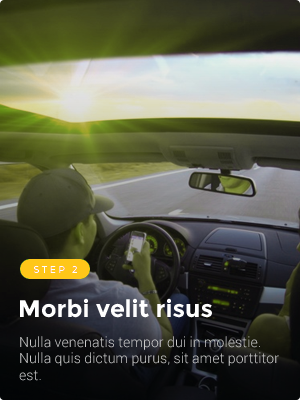 STEP 2
Morbi velit risus
Nulla venenatis tempor dui in molestie.
Nulla quis dictum purus, sit amet porttitor
est.